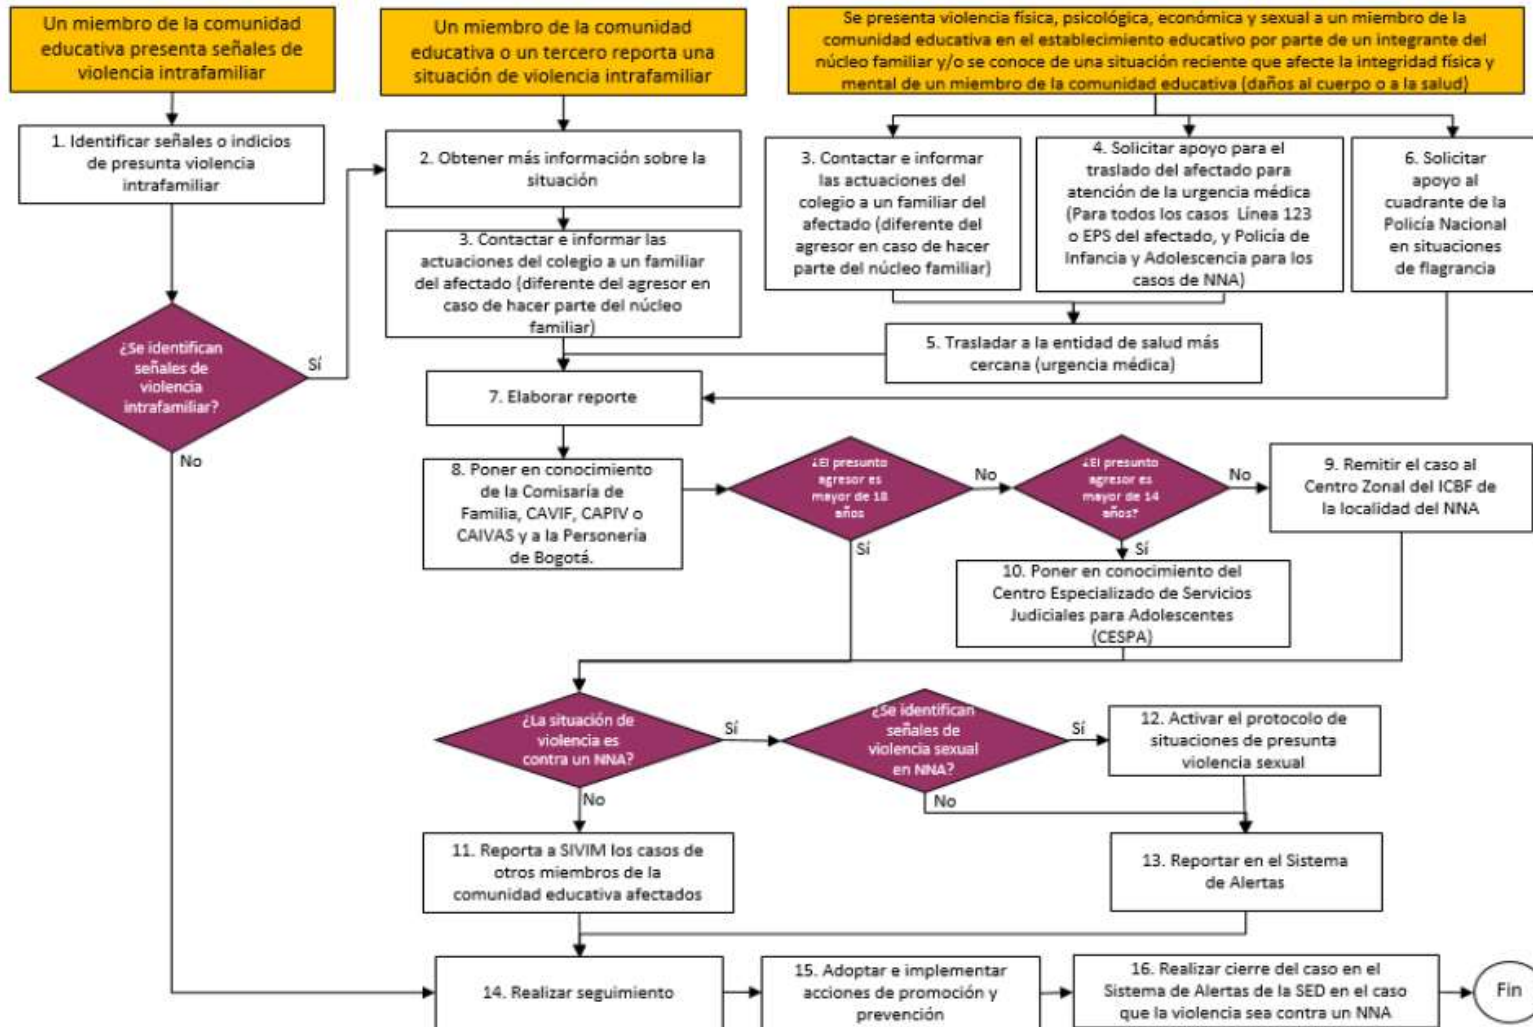 Un miembro de la comunidad
educativa presenta señales de
violencia intrafamiliar
Un miembro de la comunidad
educativa o un tercero reporta una
situación de violencia intrafamiliar
Se presenta violencia física, psicológica, económica y sexual a un miembro de la
comunidad educativa en el establecimiento educativo por parte de un integrante del
núcleo familiar y/o se conoce de una situación reciente que afecte la integridad física y
mental de un miembro de la comunidad educativa (daños al cuerpo o a la salud)
1. Identificar señales o indicios
de presunta violencia
intrafamiliar
2. Obtener más información sobre la
situación
3. Contactar e informar
las actuaciones del
colegio a un familiar del
afectado (diferente del
agresor en caso de hacer
parte del núcleo familiar)
4. Solicitar apoyo para el
traslado del afectado para
atención de la urgencia médica
(Para todos los casos Línea 123
o EPS del afectado, y Policía de
Infancia y Adolescencia para los
casos de NNA)
6. Solicitar
apoyo al
cuadrante de la
Policía Nacional
en situaciones
de flagrancia
3. Contactar e informar las
actuaciones del colegio a un familiar
del afectado (diferente del agresor en
caso de hacer parte del núcleo
familiar)
5. Trasladar a la entidad de salud más
cercana (urgencia médica)
¿Se identifican
señales de
violencia
intrafamiliar?
Sí
No
7. Elaborar reporte
8. Poner en conocimiento
de la Comisaría de
Familia, CAVIF, CAPIV o
CAIVAS y a la Personería
de Bogotá.
¿El presunto
agresor es
mayor de 18
años
No
Sí
¿El presunto
agresor es
mayor de 14
años?
No
Sí
9. Remitir el caso al
Centro Zonal del ICBF de
la localidad del NNA
10. Poner en conocimiento del
Centro Especializado de Servicios
Judiciales para Adolescentes
(CESPA)
¿La situación de
violencia es
contra un NNA?
Sí
No
¿Se identifican
señales de
violencia sexual
en NNA?
Sí
No
12. Activar el protocolo de
situaciones de presunta
violencia sexual
11. Reporta a SIVIM los casos de
otros miembros de la
comunidad educativa afectados
13. Reportar en el Sistema
de Alertas
14. Realizar seguimiento
15. Adoptar e implementar
acciones de promoción y
prevención
16. Realizar cierre del caso en el
Sistema de Alertas de la SED en el caso
que la violencia sea contra un NNA
Fin